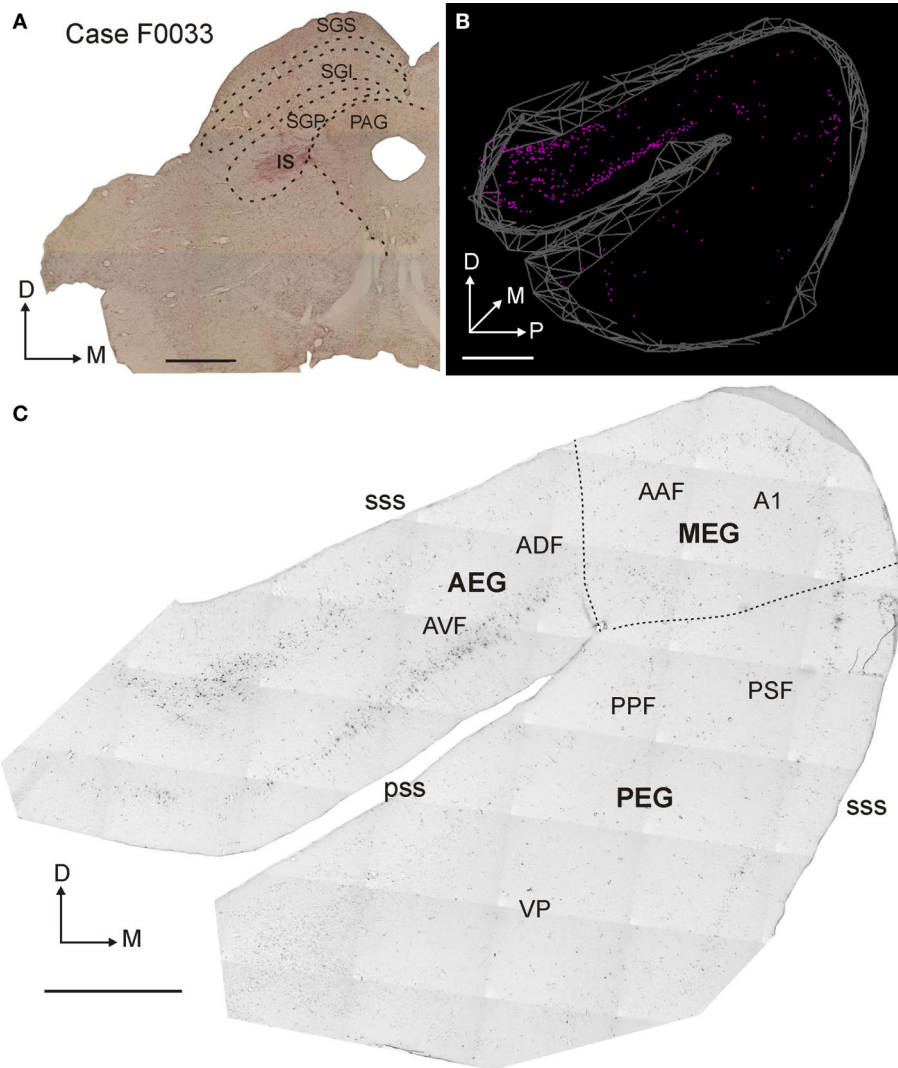 A
Case F0033
SGS
SGI
SGP
PAG
IS
D
M
B
D
M
P
C
sss
AAF
A1
MEG
ADF
AEG
AVF
PPF
PSF
pss
PEG
sss
VP
D
M